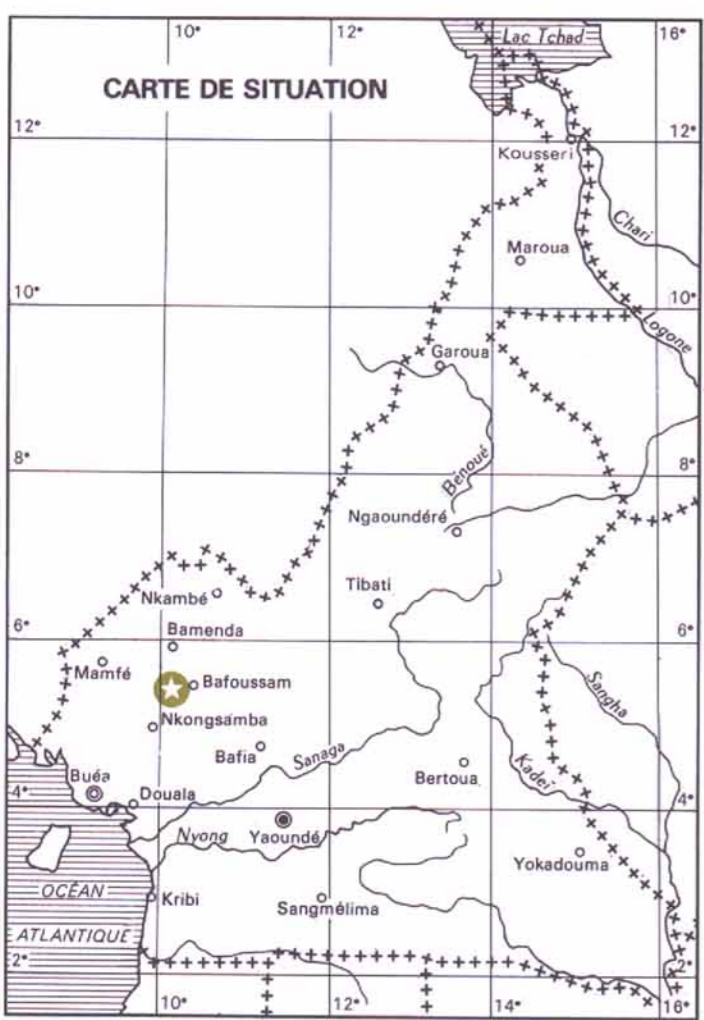 10° 12° 16°
Lac Tchad
CARTE DE SITUATION
12° 12°
Kousseri
Chari
Maroua
10° 10°
Logone
Garoua
8° 8°
Bénoué
Ngaoundéré
Tibati
Nkambé
6° Bamenda 6°
Mamfé
Bafoussam
Sangha
Nkongsamba
Bafia
Sanaga
Buéa
Bertoua
Kadei
4° Douala 4°
Nyong
Yaoundé
Yokadouma
OCÉAN
Kribi
Sangmélima
ATLANTIQUE
2° 2°
10° 12° 14° 16°